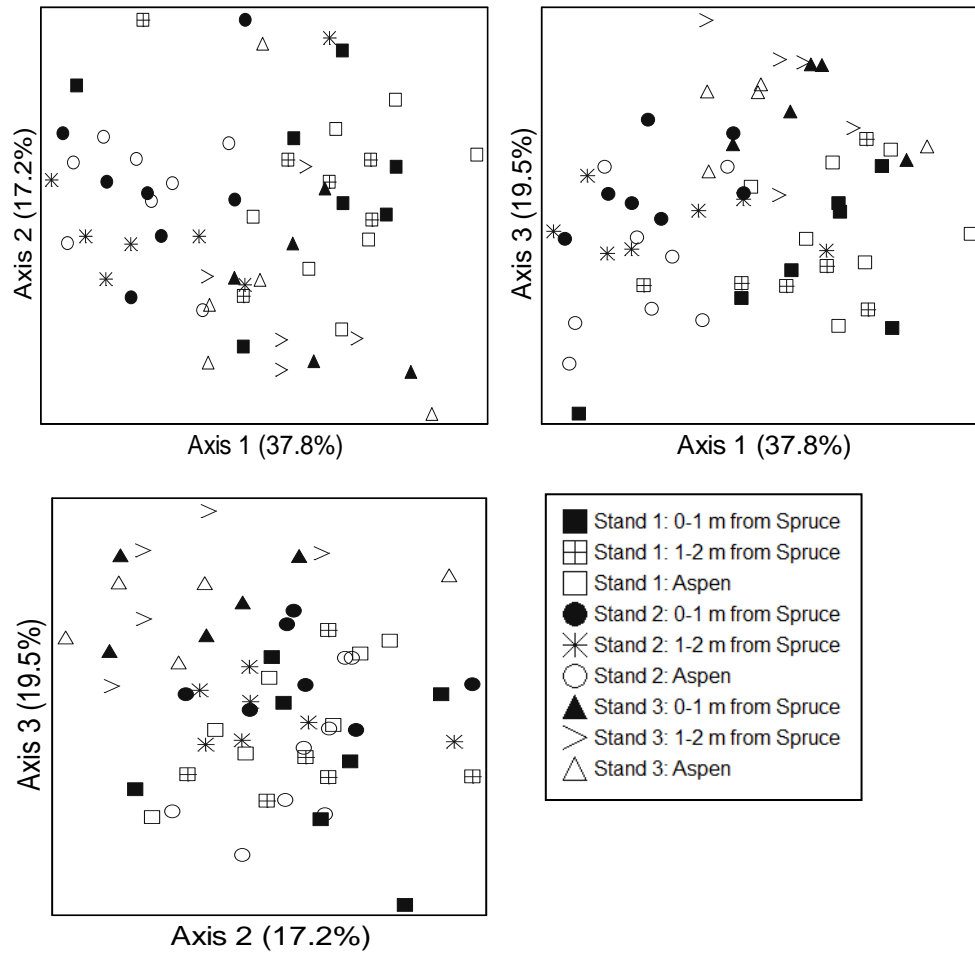 Axis 2 (17.2%)
Axis 1 (37.8%)
Axis 3 (19.5%)
Axis 1 (37.8%)
Axis 3 (19.5%)
Axis 2 (17.2%)
Stand 1: 0-1 m from Spruce
Stand 1: 1-2 m from Spruce
Stand 1: Aspen
Stand 2: 0-1 m from Spruce
Stand 2: 1-2 m from Spruce
Stand 2: Aspen
Stand 3: 0-1 m from Spruce
Stand 3: 1-2 m from Spruce
Stand 3: Aspen